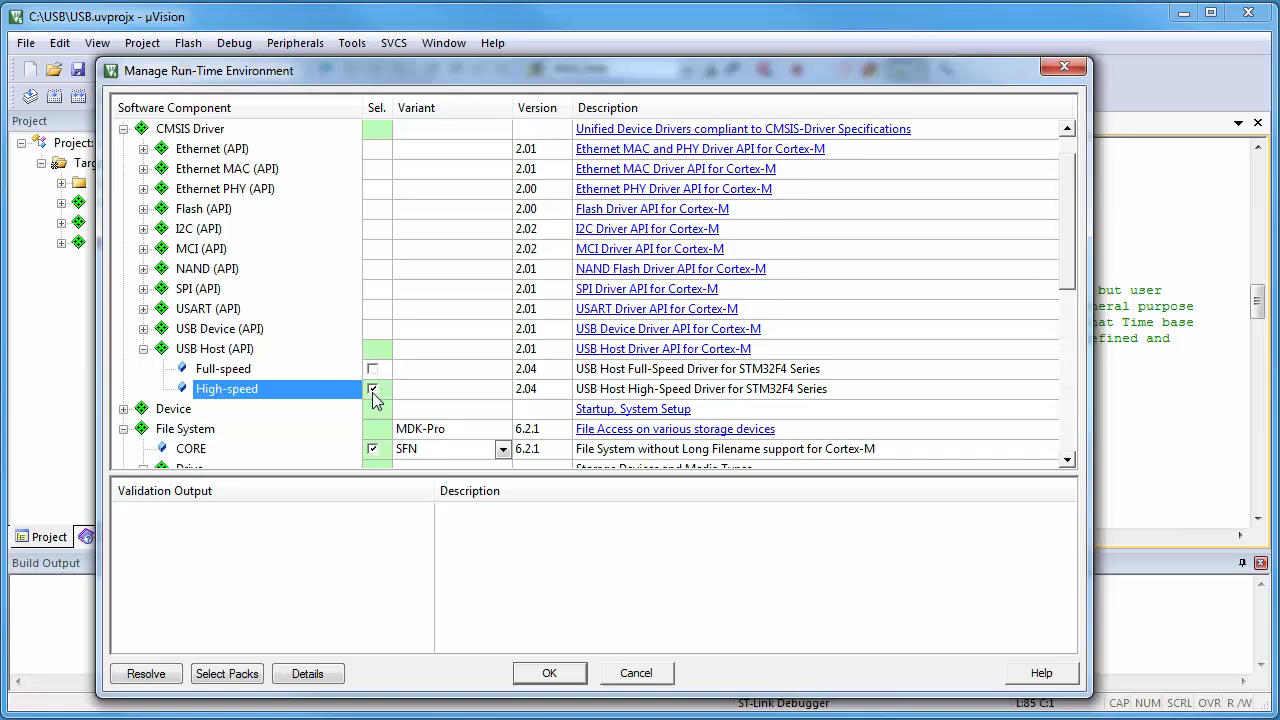 C:\USB\USB.uvprojx - µVision
File Edit View Project Flash Debug Peripherals Tools SVCS Window Help
Manage Run-Time Environment
Project
Project:
Targ
Software Component Sel. Variant Version Description
CMSIS Driver Unified Device Drivers compliant to CMSIS-Driver Specifications
Ethernet (API) 2.01 Ethernet MAC and PHY Driver API for Cortex-M
Ethernet MAC (API) 2.01 Ethernet MAC Driver API for Cortex-M
Ethernet PHY (API) 2.00 Ethernet PHY Driver API for Cortex-M
Flash (API) 2.00 Flash Driver API for Cortex-M
I2C (API) 2.02 I2C Driver API for Cortex-M
MCI (API) 2.02 MCI Driver API for Cortex-M
NAND (API) 2.01 NAND Flash Driver API for Cortex-M
SPI (API) 2.01 SPI Driver API for Cortex-M
USART (API) 2.01 USART Driver API for Cortex-M
USB Device (API) 2.01 USB Device Driver API for Cortex-M
USB Host (API) 2.01 USB Host Driver API for Cortex-M
Full-speed 2.04 USB Host Full-Speed Driver for STM32F4 Series
High-speed 2.04 USB Host High-Speed Driver for STM32F4 Series
Device Startup, System Setup
File System MDK-Pro 6.2.1 File Access on various storage devices
CORE SFN 6.2.1 File System without Long Filename support for Cortex-M
Drive Storage Devices and Media Types
but user
neral purpose
hat Time base
efined and
Validation Output Description
Project
Build Output
Resolve Select Packs Details OK Cancel Help
ST-Link Debugger L:85 C:1 CAP NUM SCRL OVR R /W